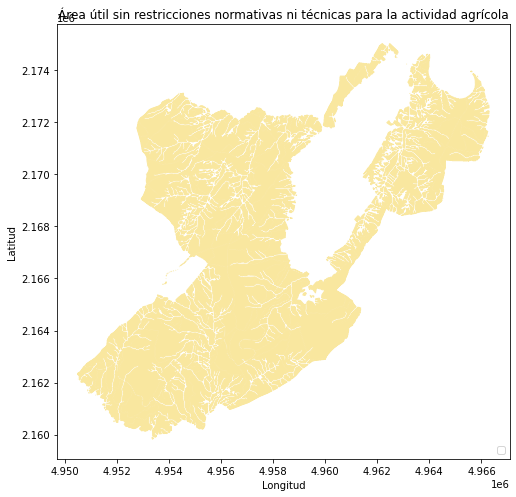 Área útil sin restricciones normativas ni técnicas para la actividad agrícola
1e6
2.174
2.172
2.170
2.168
2.166
2.164
2.162
2.160
Latitud
4.950 4.952 4.954 4.956 4.958 4.960 4.962 4.964 4.966
1e6
Longitud